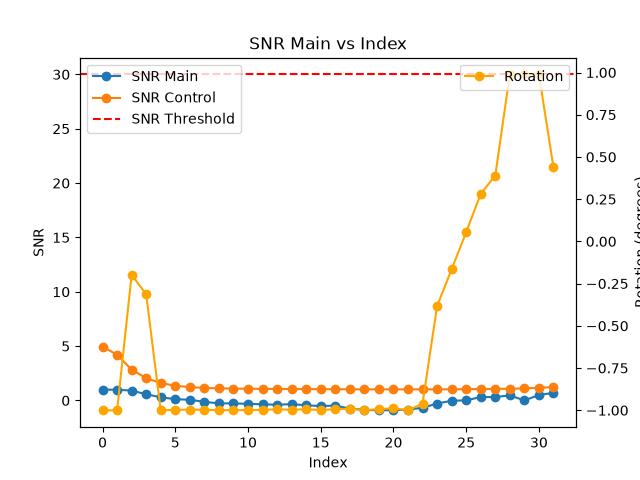 SNR Main vs Index
SNR Main
SNR Control
SNR Threshold
Rotation
SNR
30
25
20
15
10
5
0
0
5
10
15
20
25
30
Index
1.00
0.75
0.50
0.25
0.00
−0.25
−0.50
−0.75
−1.00
Rotation (degrees)